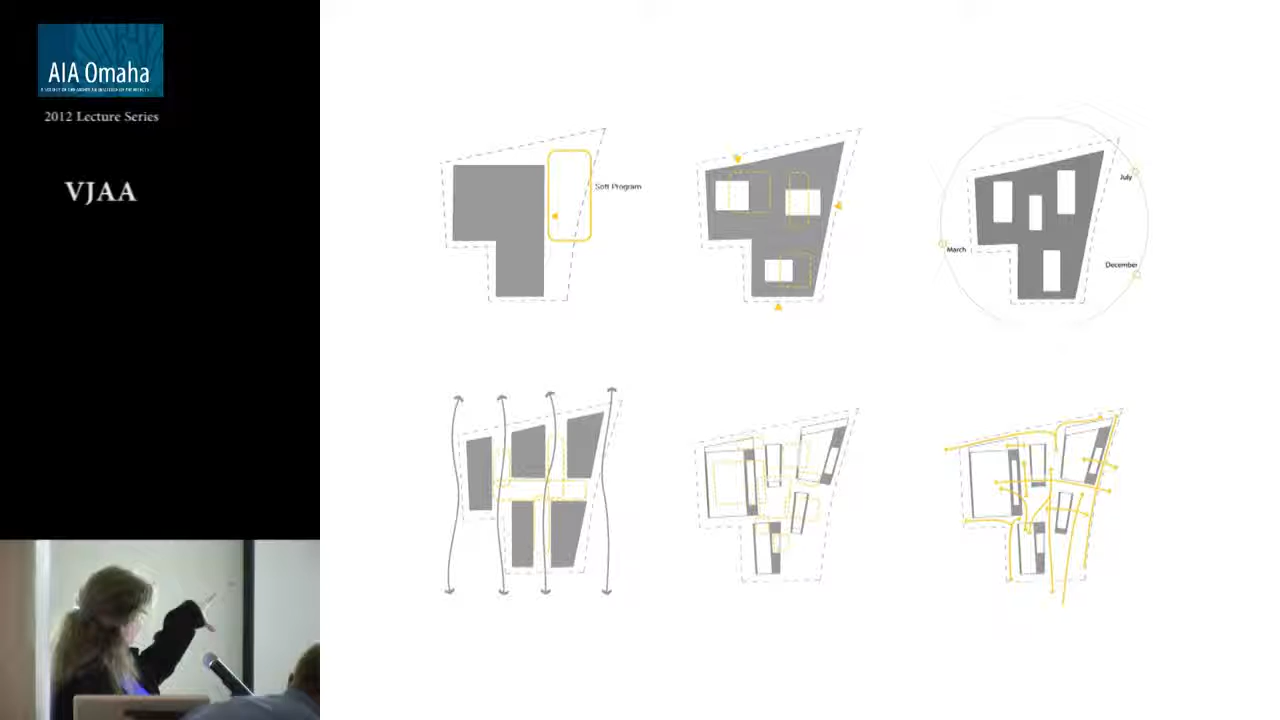 AIA Omaha
2012 Lecture Series
VJAA
Soft Program
July
March
December